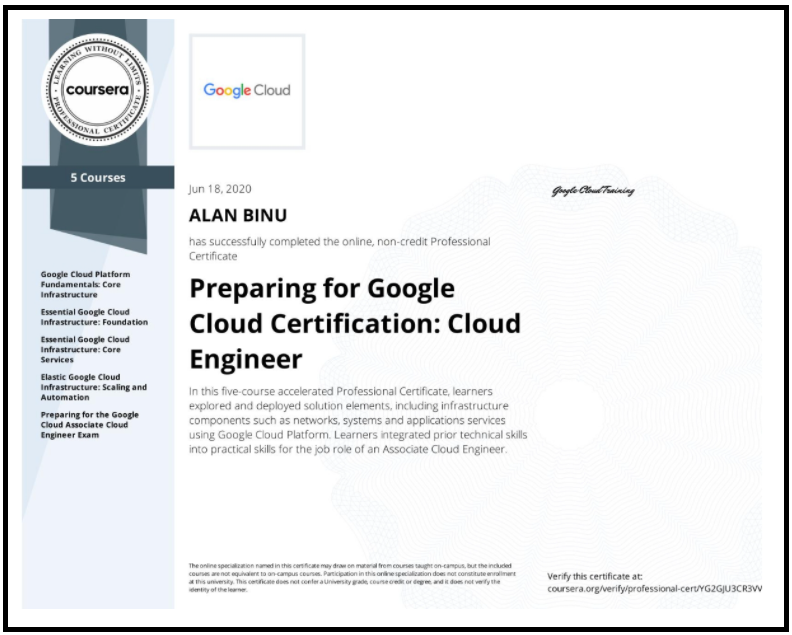 LEARNING WITHOUT LIMITS
coursera
PROFESSIONAL CERTIFICATE
5 Courses
Google Cloud Platform
Fundamentals: Core
Infrastructure
Essential Google Cloud
Infrastructure: Foundation
Essential Google Cloud
Infrastructure: Core
Services
Elastic Google Cloud
Infrastructure: Scaling and
Automation
Preparing for the Google
Cloud Associate Cloud
Engineer Exam
Google Cloud
Jun 18, 2020
ALAN BINU
has successfully completed the online, non-credit Professional
Certificate
Preparing for Google
Cloud Certification: Cloud
Engineer
In this five-course accelerated Professional Certificate, learners
explored and deployed solution elements, including infrastructure
components such as networks, systems and applications services
using Google Cloud Platform. Learners integrated prior technical skills
into practical skills for the job role of an Associate Cloud Engineer.
Google Cloud Training
The online specialization named in this certificate may draw on material from courses taught on-campus, but the included
courses are not equivalent to on-campus courses. Participation in this online specialization does not constitute enrollment
at this university. This certificate does not confer a University grade, course credit or degree, and it does not verify the
identity of the learner.
Verify this certificate at:
coursera.org/verify/professional-cert/YG2GJU3CR3VV